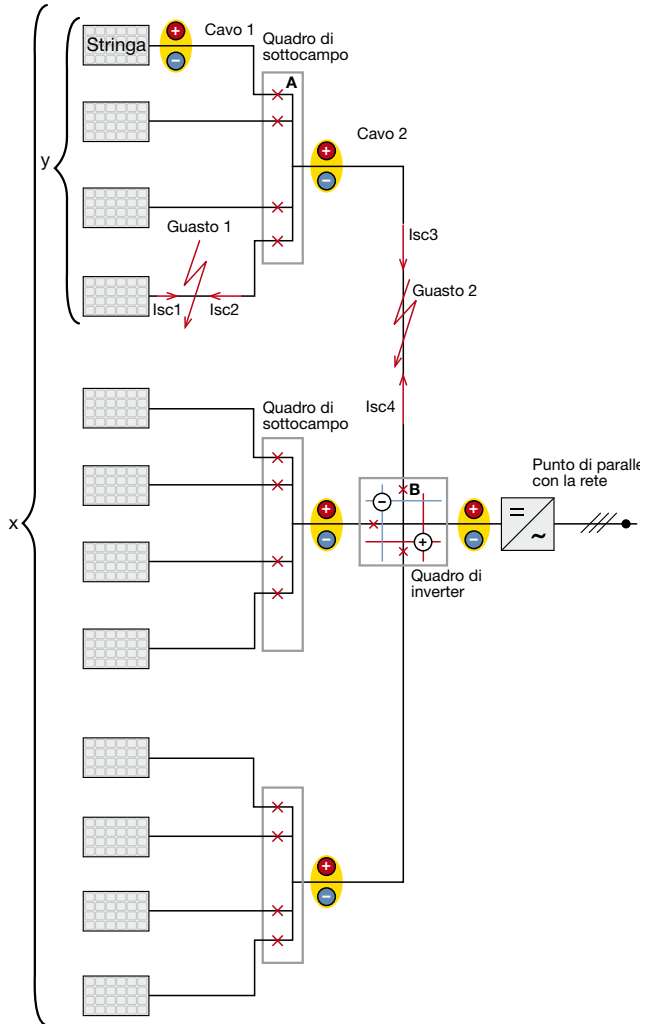 Stringa
+
−
Cavo 1
Quadro di
sottocampo
A
y
+
−
Cavo 2
Guasto 1
Isc1
Isc2
Isc3
Guasto 2
Isc4
Quadro di
sottocampo
x
+
−
B
−
+
Quadro di
inverter
+
−
=
~
Punto di paralle
con la rete
+
−